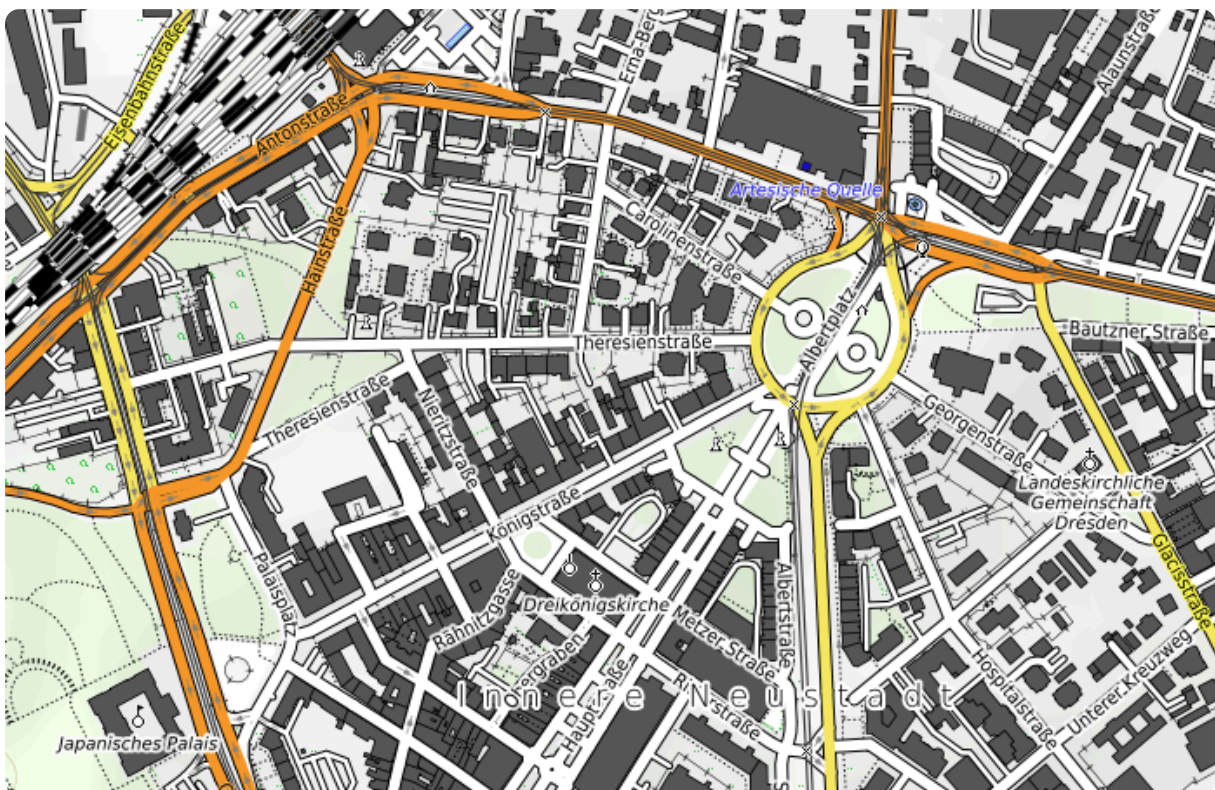 Eisenbahnstraße
Antonstraße
Erna-Berg
Alaunstraße
Artesische Quelle
Carolinenstraße
Hainstraße
Theresienstraße
Albertplatz
Bautzner Straße
Theresienstraße
Nieritzstraße
Georgenstraße
Landeskirchliche
Gemeinschaft
Dresden
Königstraße
Glacisstraße
Palaisplatz
Rähnitzgasse
Dreikönigskirche
Metzer Straße
Albertstraße
Hauptstraße
Hospitalstraße
Unterer Kreuzweg
Innere Neustadt
Japanisches Palais